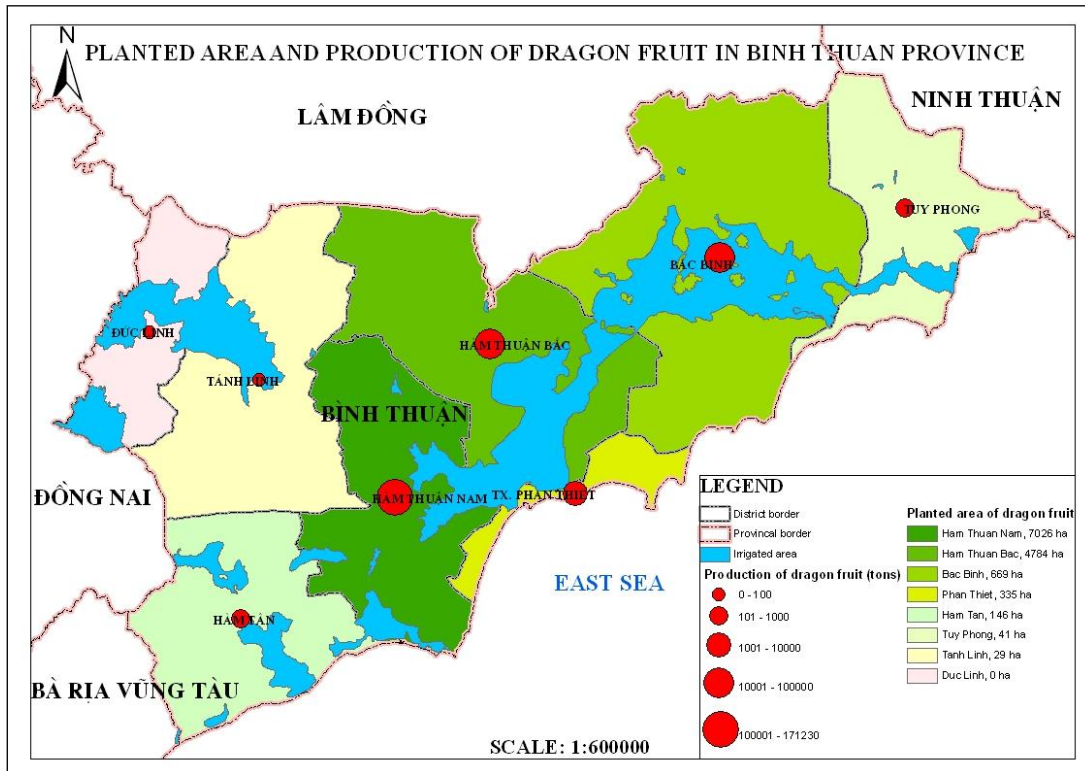 N
PLANTED AREA AND PRODUCTION OF DRAGON FRUIT IN BINH THUAN PROVINCE
NINH THUẬN
LÂM ĐỒNG
TUY PHONG
BẮC BÌNH
ĐỨC LINH
HÀM THUẬN BẮC
TÁNH LINH
BÌNH THUẬN
ĐỒNG NAI
HÀM THUẬN NAM
TX. PHAN THIẾT
EAST SEA
HÀM TÂN
BÀ RỊA VŨNG TÀU
SCALE: 1:600000
LEGEND
District border
Provincal border
Irrigated area
Production of dragon fruit (tons)
0 - 100
101 - 1000
1001 - 10000
10001 - 100000
100001 - 171230
Planted area of dragon fruit
Ham Thuan Nam, 7026 ha
Ham Thuan Bac, 4784 ha
Bac Binh, 669 ha
Phan Thiet, 335 ha
Ham Tan, 146 ha
Tuy Phong, 41 ha
Tanh Linh, 29 ha
Duc Linh, 0 ha